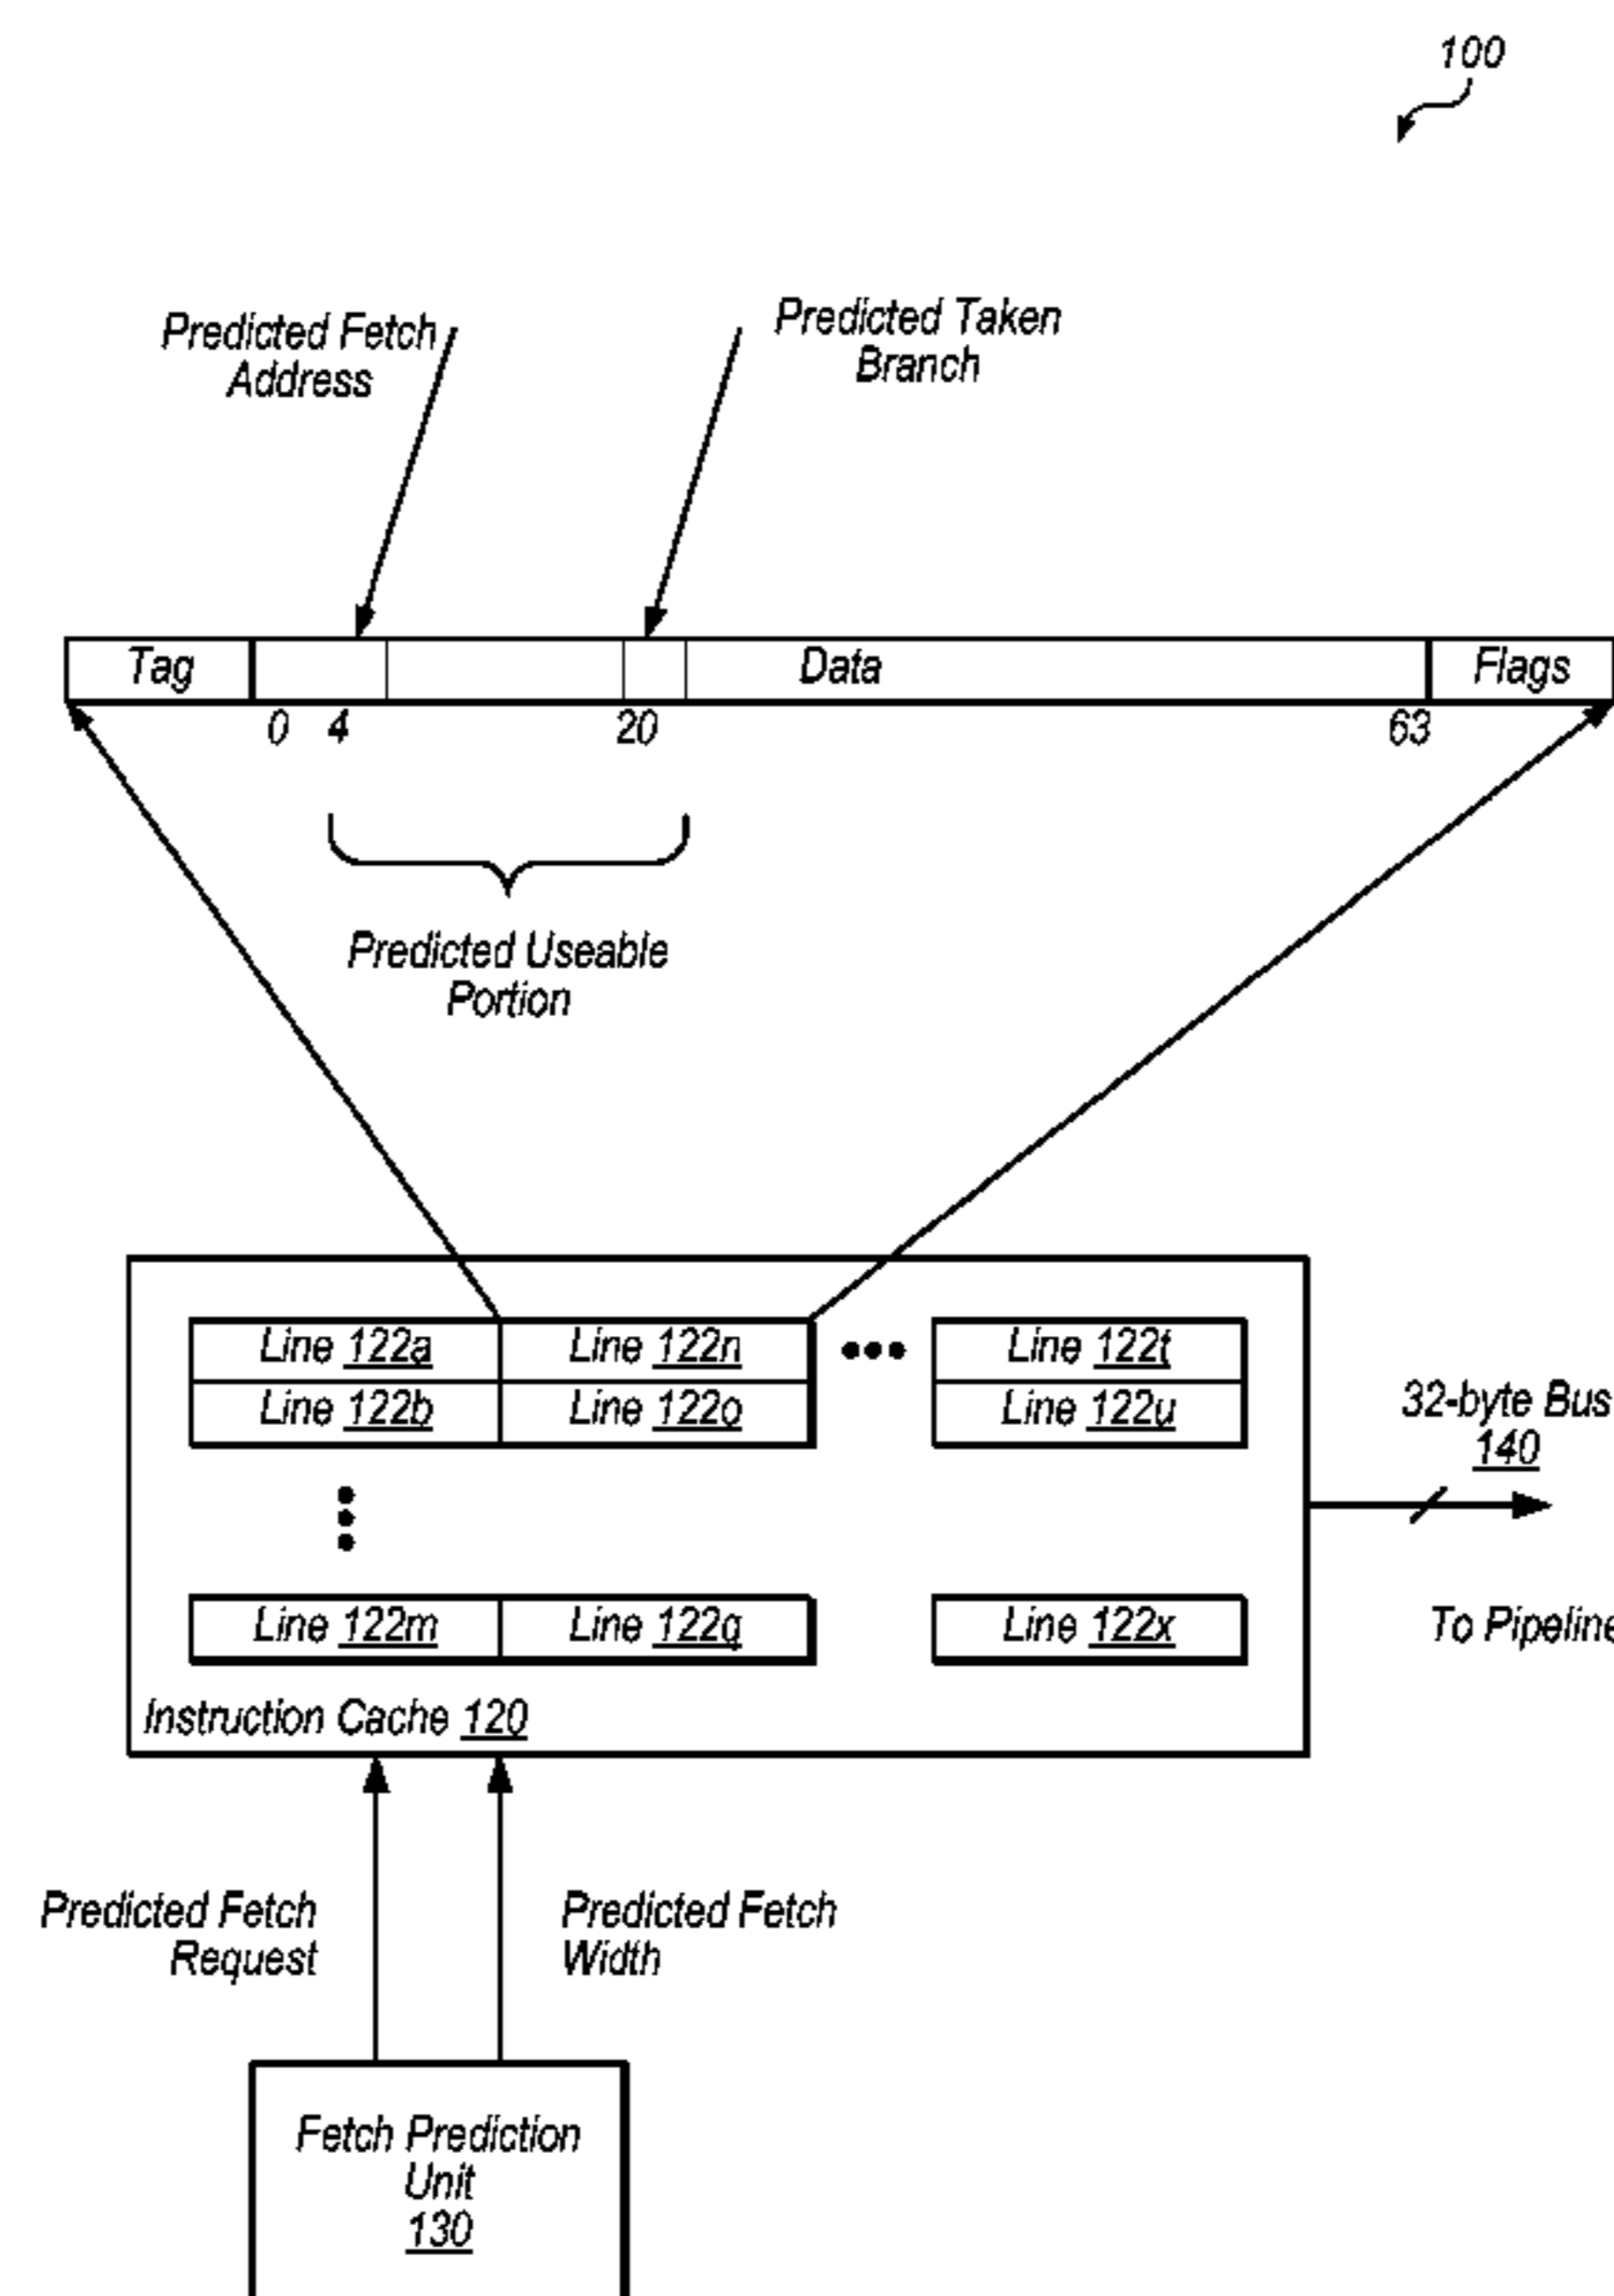 100
Predicted Fetch
Address
Predicted Taken
Branch
Tag
Data
Flags
0 4 20 63
Predicted Useable
Portion
Line 122a
Line 122n
Line 122t
Line 122b
Line 122o
Line 122u
32-byte Bus
140
Line 122m
Line 122q
Line 122x
To Pipeline
Instruction Cache 120
Predicted Fetch
Request
Predicted Fetch
Width
Fetch Prediction
Unit
130